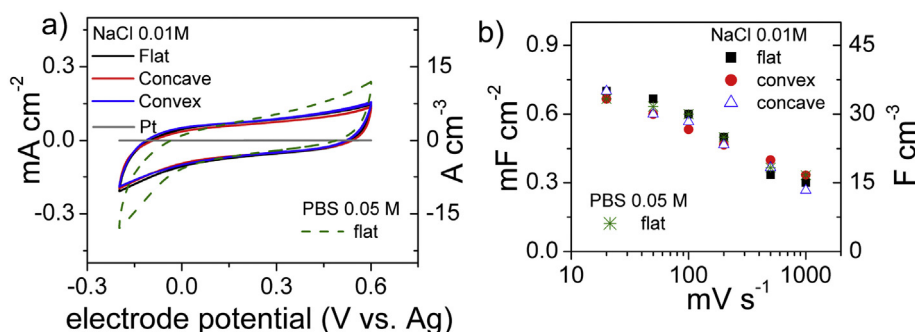 a)
NaCl 0.01M
Flat
Concave
Convex
Pt
PBS 0.05 M
flat
0.3
0.0
-0.3
mA cm⁻²
12
0
-12
A cm⁻³
-0.3 0.0 0.3 0.6
electrode potential (V vs. Ag)
b)
NaCl 0.01M
flat
convex
concave
PBS 0.05 M
flat
0.9
0.6
0.3
0.0
mF cm⁻²
45
30
15
0
F cm⁻³
10 100 1000
mV s⁻¹